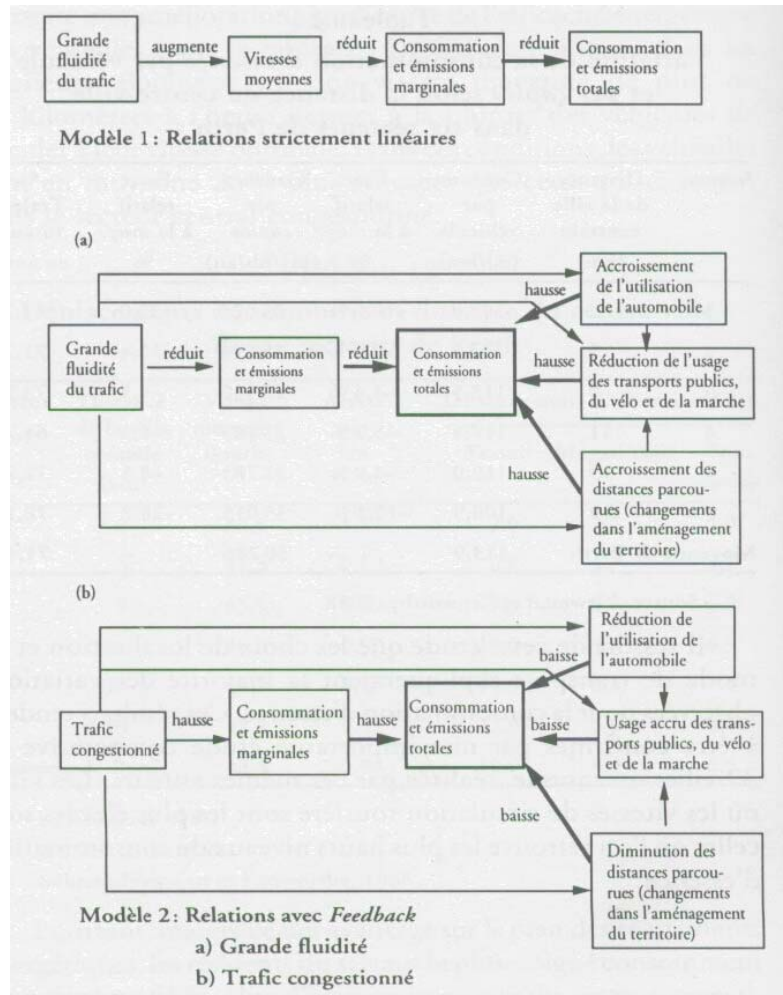 Grande
fluidité
du trafic
augmente
Vitesses
moyennes
réduit
Consommation
et émissions
marginales
réduit
Consommation
et émissions
totales
Modèle 1 : Relations strictement linéaires
(a)
Accroissement
de l'utilisation
de l'automobile
hausse
Grande
fluidité
du trafic
réduit
Consommation
et émissions
marginales
réduit
Consommation
et émissions
totales
hausse
Réduction de l'usage
des transports publics,
du vélo et de la marche
hausse
Accroissement des
distances parcou-
rues (changements
dans l'aménagement
du territoire)
(b)
Réduction de
l'utilisation de
l'automobile
baisse
Trafic
congestionné
hausse
Consommation
et émissions
marginales
hausse
Consommation
et émissions
totales
baisse
Usage accru des trans-
ports publics, du vélo
et de la marche
baisse
Diminution des
distances parcou-
rues (changements
dans l'aménagement
du territoire)
Modèle 2 : Relations avec Feedback
a) Grande fluidité
b) Trafic congestionné